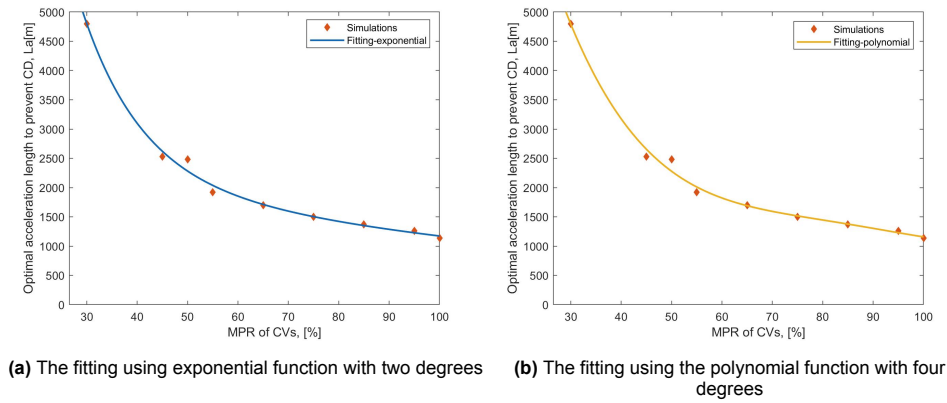 5000
4500
4000
3500
3000
2500
2000
1500
1000
500
0
Optimal acceleration length to prevent CD, La[m]
Simulations
Fitting-exponential
30 40 50 60 70 80 90 100
MPR of CVs, [%]
(a) The fitting using exponential function with two degrees
5000
4500
4000
3500
3000
2500
2000
1500
1000
500
0
Optimal acceleration length to prevent CD, La[m]
Simulations
Fitting-polynomial
30 40 50 60 70 80 90 100
MPR of CVs, [%]
(b) The fitting using the polynomial function with four
degrees